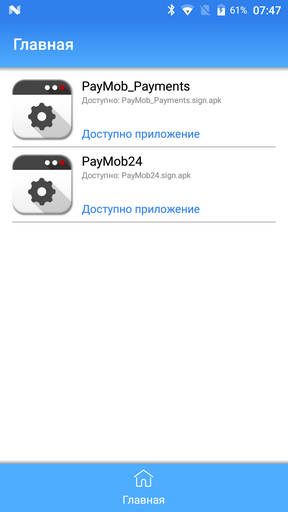 61% 07:47
Главная
PayMob_Payments
Доступно: PayMob_Payments.sign.apk
Доступно приложение
PayMob24
Доступно: PayMob24.sign.apk
Доступно приложение
Главная